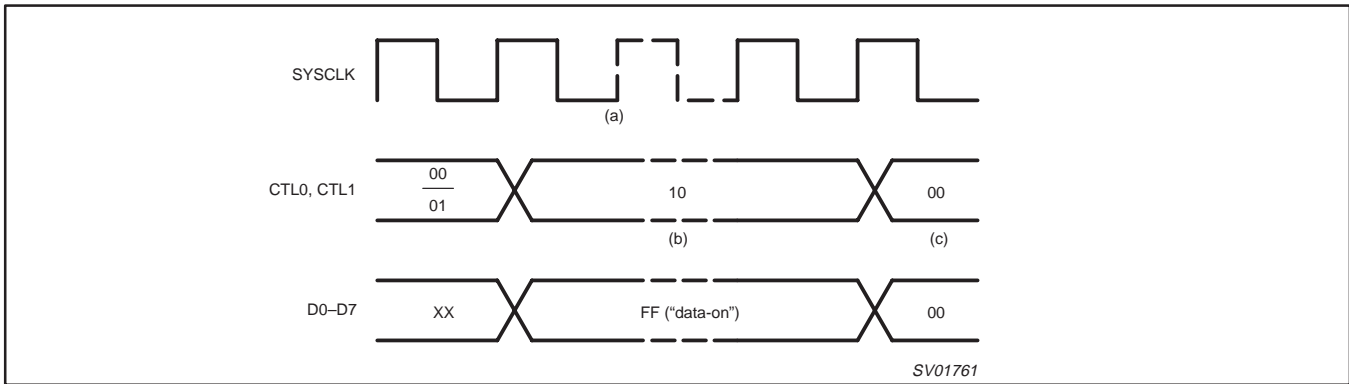 SYSCLK
(a)
CTL0, CTL1
00
01
10
00
(b)
(c)
D0–D7
XX
FF (“data-on”)
00
SV01761